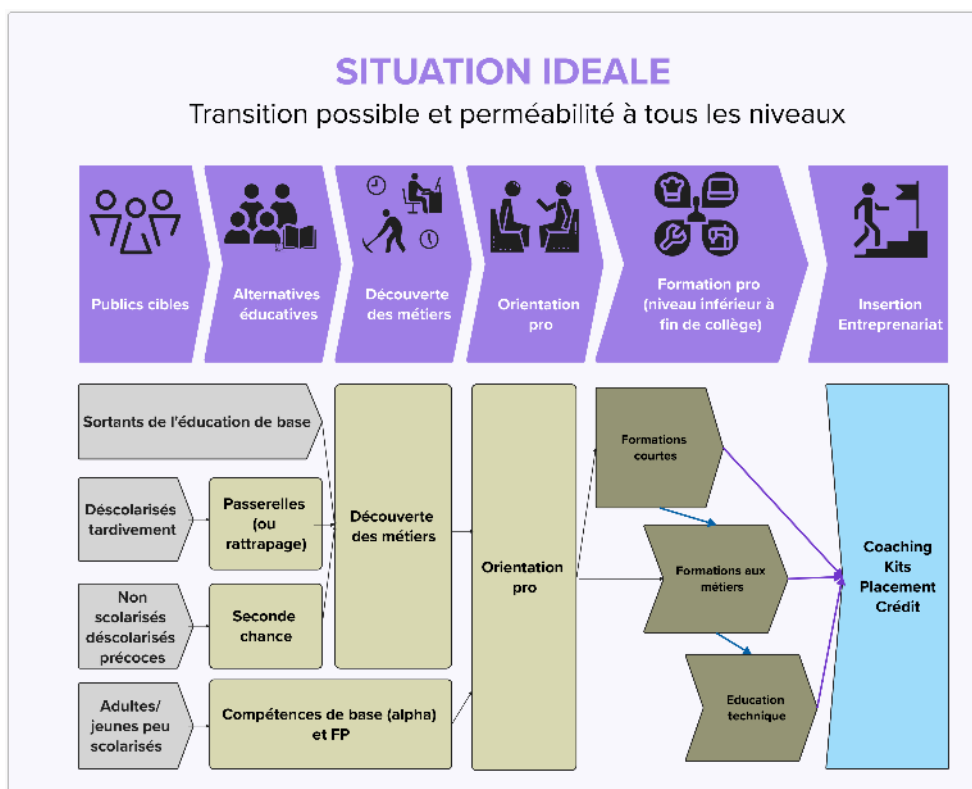 SITUATION IDEALE
Transition possible et perméabilité à tous les niveaux
Publics cibles
Alternatives
éducatives
Découverte
des métiers
Orientation
pro
Formation pro
(niveau inférieur à
fin de collège)
Insertion
Entreprenariat
Sortants de l'éducation de base
Déscolarisés
tardivement
Passerelles
(ou
rattrapage)
Non
scolarisés
déscolarisés
précoces
Seconde
chance
Adultes/
jeunes peu
scolarisés
Compétences de base (alpha)
et FP
Découverte
des métiers
Orientation
pro
Formations
courtes
Formations aux
métiers
Education
technique
Coaching
Kits
Placement
Crédit